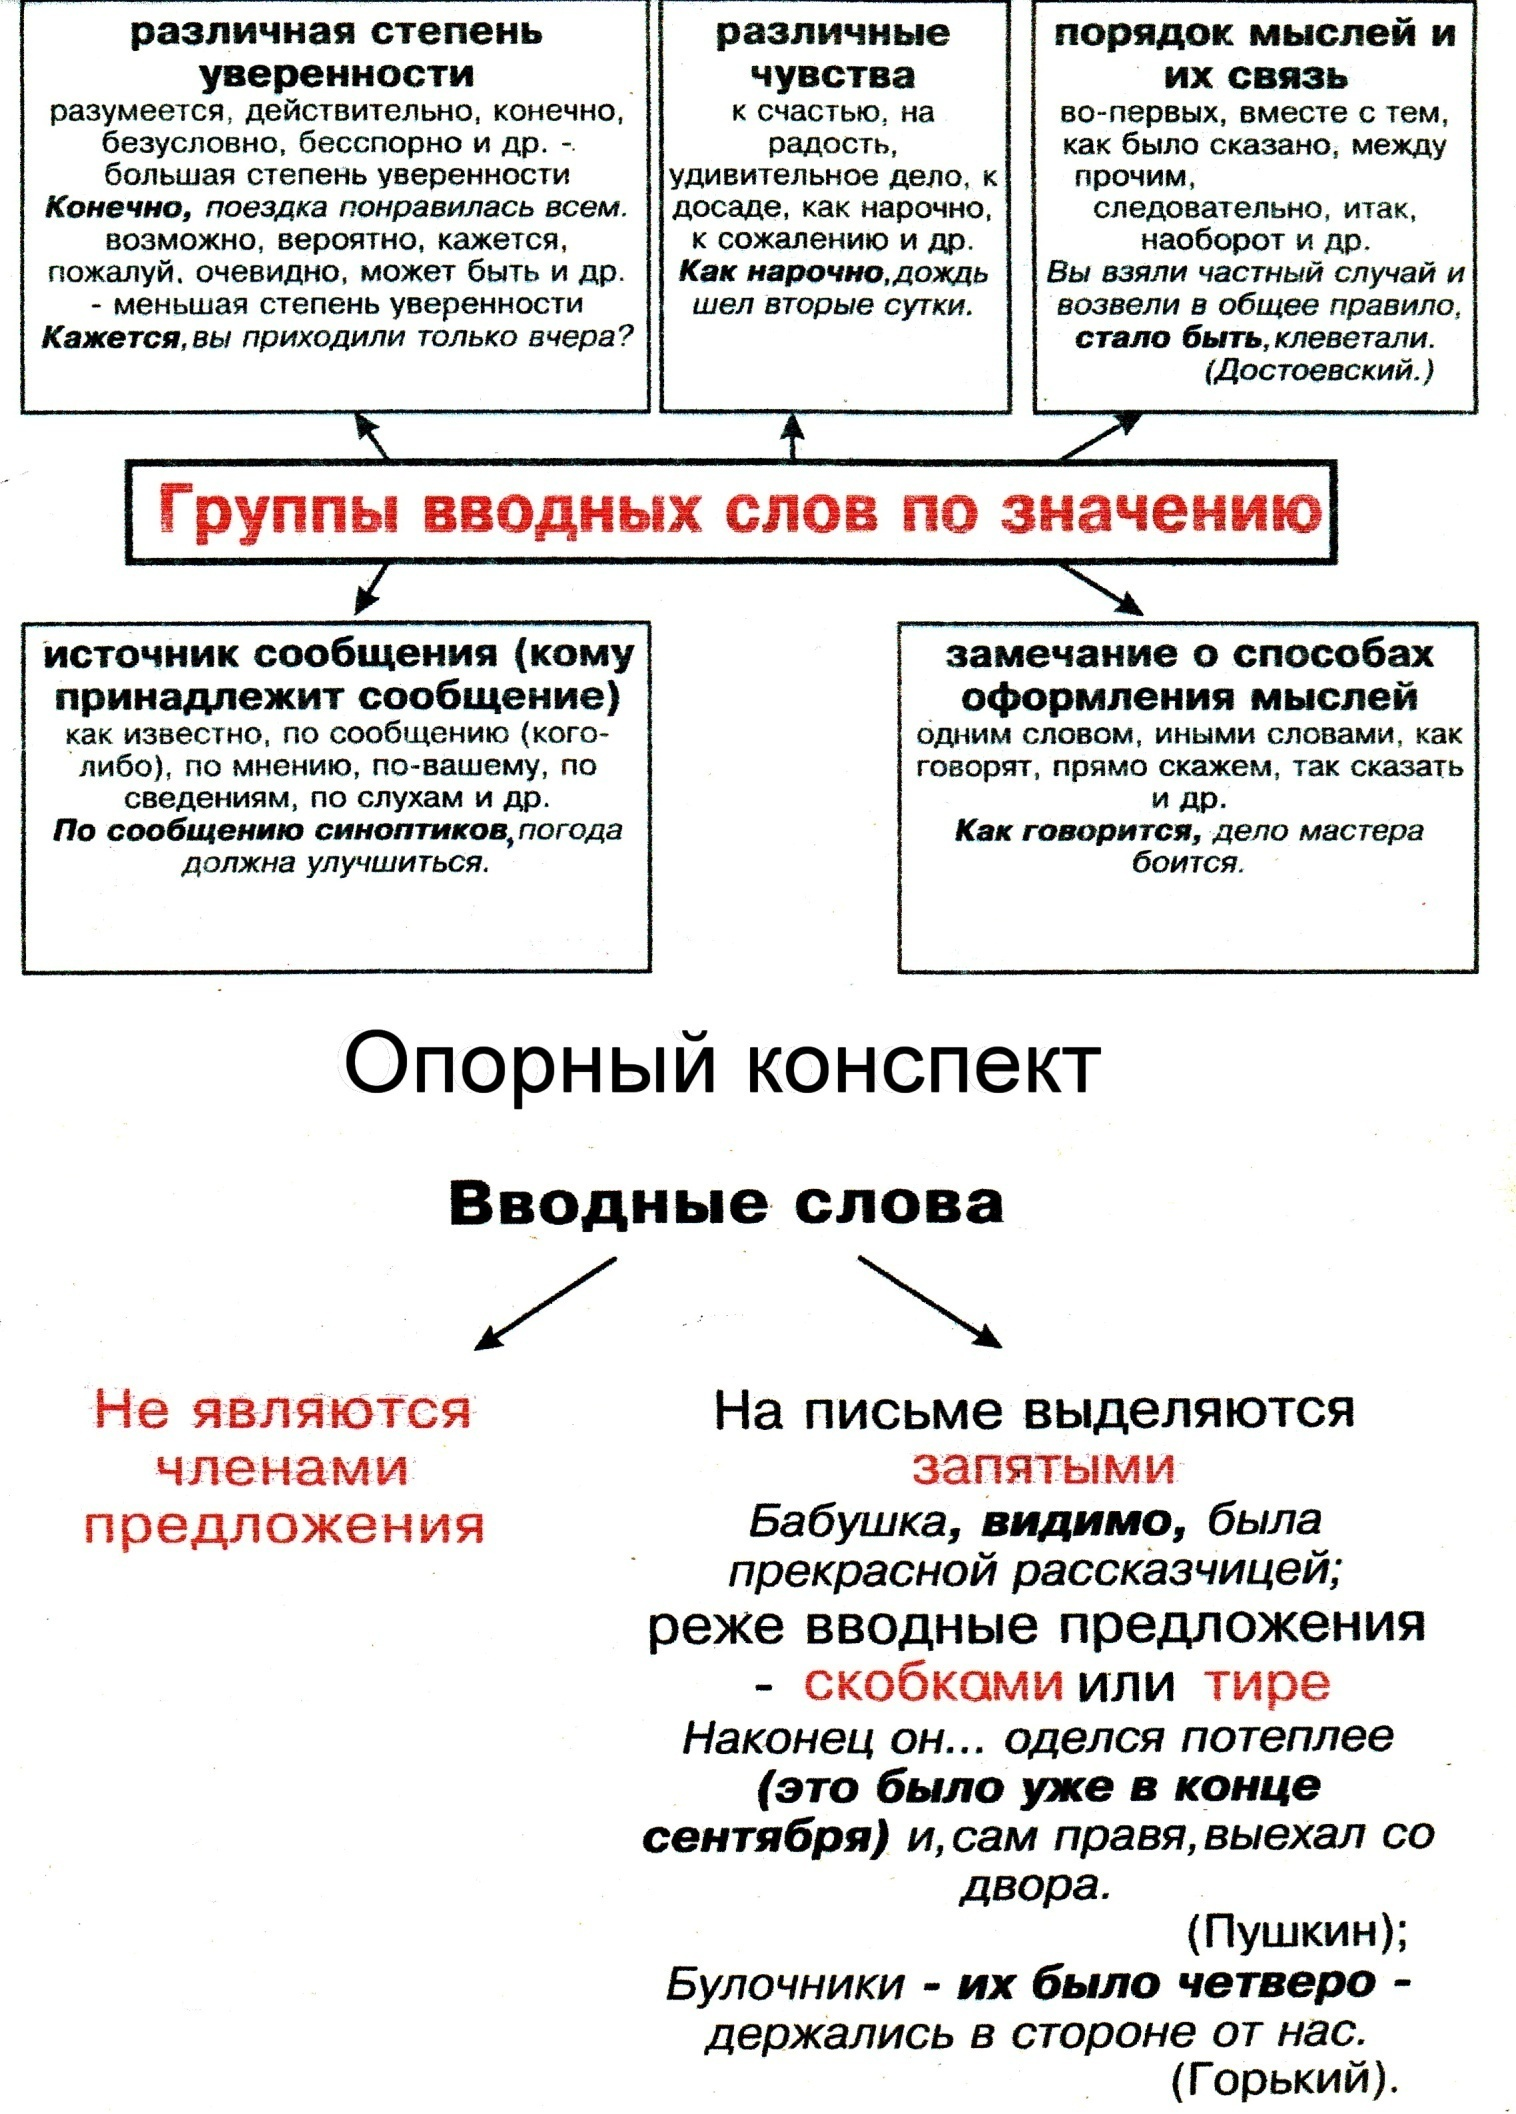 различная степень
уверенности
разумеется, действительно, конечно,
безусловно, бесспорно и др. -
большая степень уверенности
Конечно, поездка понравилась всем.
возможно, вероятно, кажется,
пожалуй, очевидно, может быть и др.
- меньшая степень уверенности
Кажется, вы приходили только вчера?
различные
чувства
к счастью, на
радость,
удивительное дело, к
досаде, как нарочно,
к сожалению и др.
Как нарочно, дождь
шел вторые сутки.
порядок мыслей и
их связь
во-первых, вместе с тем,
как было сказано, между
прочим,
следовательно, итак,
наоборот и др.
Вы взяли частный случай и
возвели в общее правило,
стало быть, клеветали.
(Достоевский.)
Группы вводных слов по значению
источник сообщения (кому
принадлежит сообщение)
как известно, по сообщению (кого-
либо), по мнению, по-вашему, по
сведениям, по слухам и др.
По сообщению синоптиков, погода
должна улучшиться.
замечание о способах
оформления мыслей
одним словом, иными словами, как
говорят, прямо скажем, так сказать
и др.
Как говорится, дело мастера
боится.
Опорный конспект
Вводные слова
Не являются
членами
предложения
На письме выделяются
запятыми
Бабушка, видимо, была
прекрасной рассказчицей;
реже вводные предложения
- скобками или тире
Наконец он... оделся потеплее
(это было уже в конце
сентября) и, сам правя, выехал со
двора.
(Пушкин);
Булочники - их было четверо -
держались в стороне от нас.
(Горький).